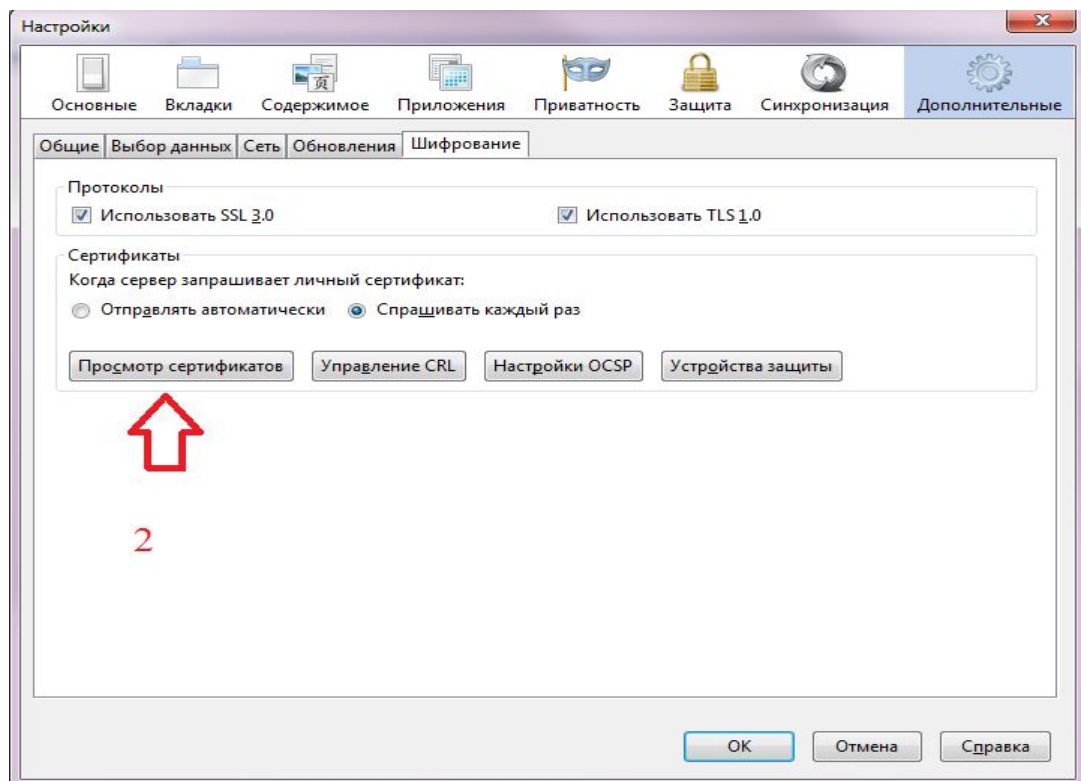 Настройки
Основные Вкладки Содержимое Приложения Приватность Защита Синхронизация Дополнительные
Общие Выбор данных Сеть Обновления Шифрование
Протоколы
Использовать SSL 3.0 Использовать TLS 1.0
Сертификаты
Когда сервер запрашивает личный сертификат:
Отправлять автоматически Спрашивать каждый раз
Просмотр сертификатов Управление CRL Настройки OCSP Устройства защиты
2
OK Отмена Справка